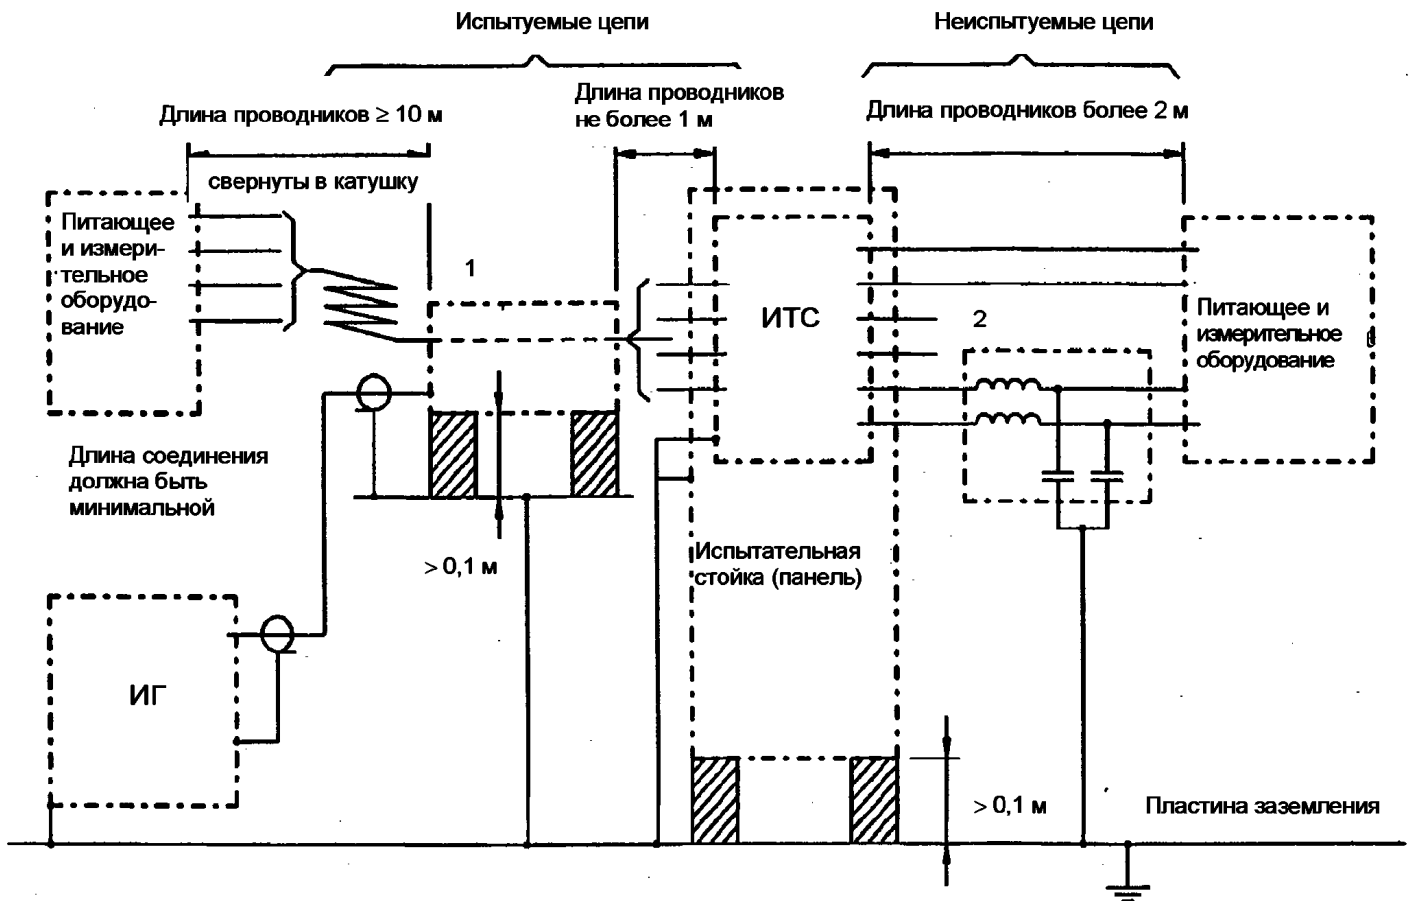 Испытуемые цепи
Неиспытуемые цепи
Длина проводников ≥ 10 м
Длина проводников
не более 1 м
Длина проводников более 2 м
свернуты в катушку
Питающее
и измери-
тельное
оборудо-
вание
1
ИТС
2
Питающее и
измерительное
оборудование
Длина соединения
должна быть
минимальной
> 0,1 м
Испытательная
стойка (панель)
ИГ
> 0,1 м
Пластина заземления